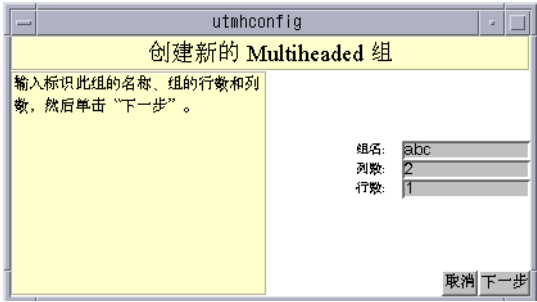 utmhconfig
创建新的 Multiheaded 组
输入标识此组的名称、组的行数和列
数，然后单击“下一步”。
组名: abc
列数: 2
行数: 1
取消 下一步